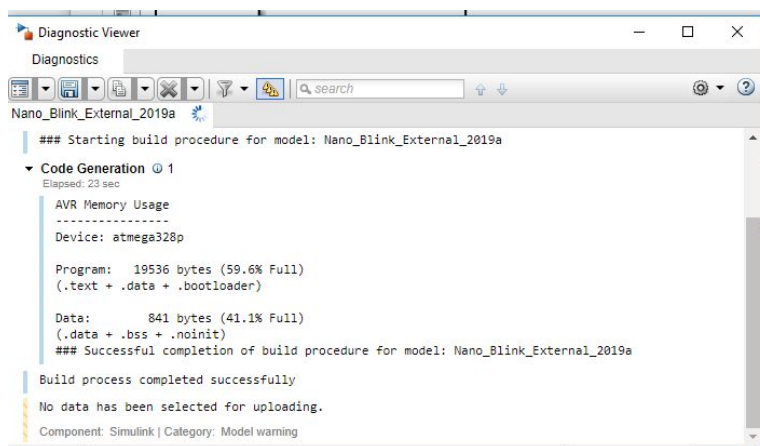 Diagnostic Viewer
Diagnostics
search
Nano_Blink_External_2019a
### Starting build procedure for model: Nano_Blink_External_2019a
Code Generation 1
Elapsed: 23 sec
AVR Memory Usage
----------------
Device: atmega328p
Program: 19536 bytes (59.6% Full)
(.text + .data + .bootloader)
Data: 841 bytes (41.1% Full)
(.data + .bss + .noinit)
### Successful completion of build procedure for model: Nano_Blink_External_2019a
Build process completed successfully
No data has been selected for uploading.
Component: Simulink | Category: Model warning